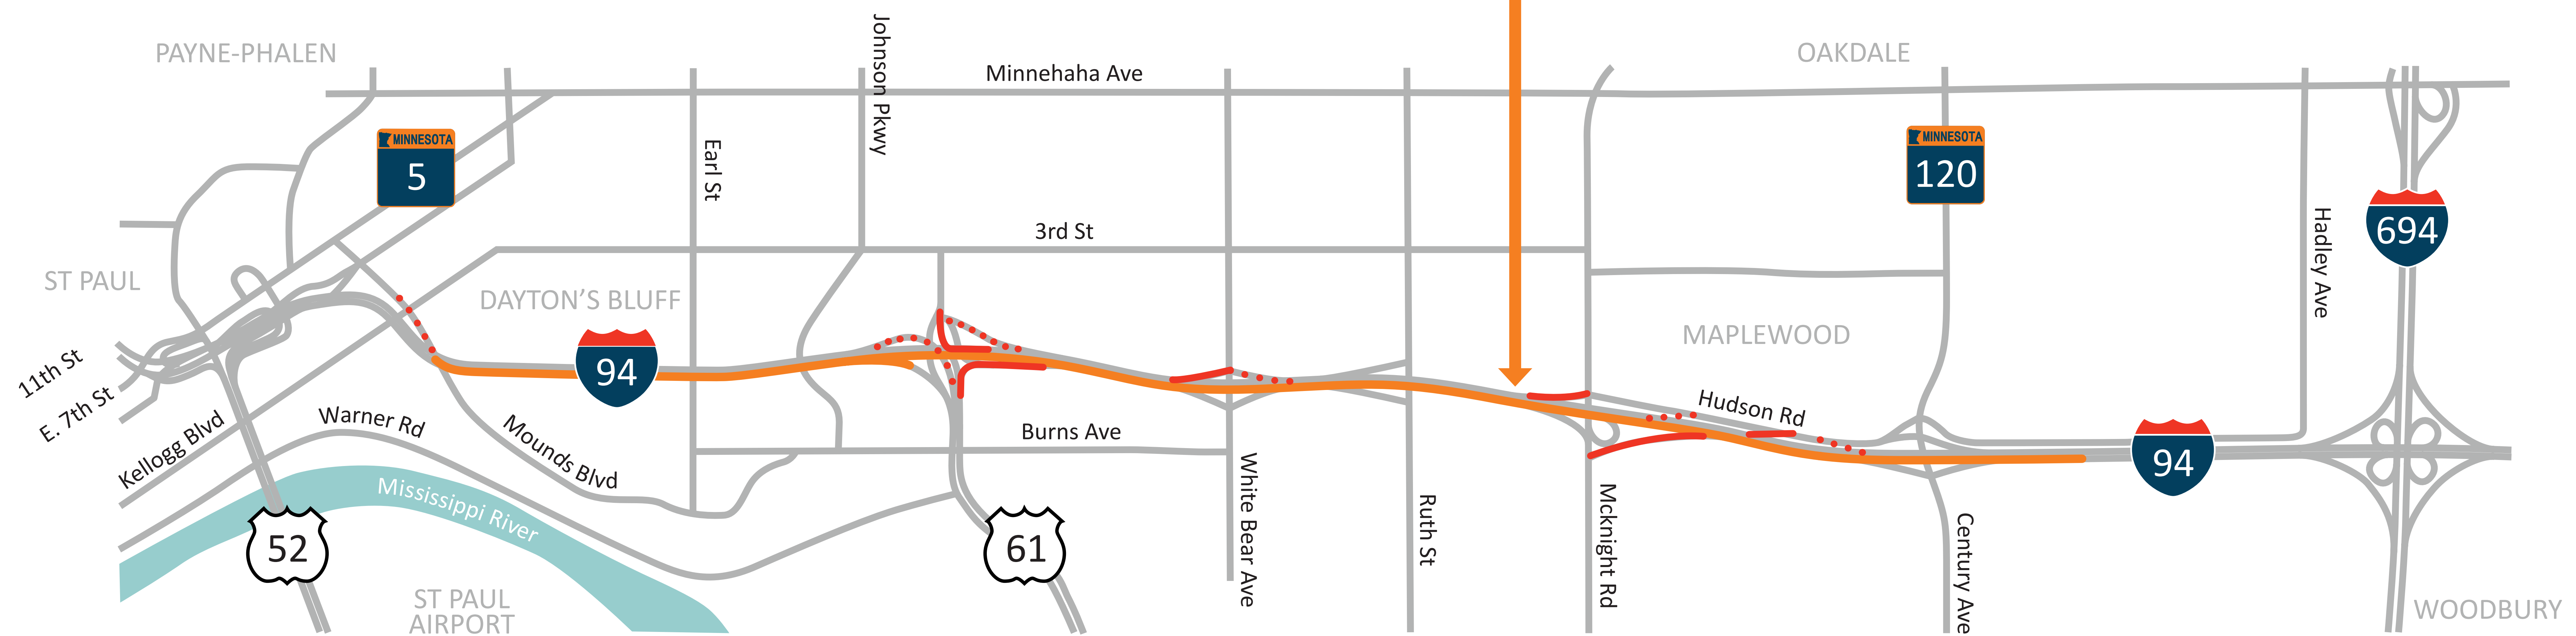 PAYNE-PHALEN
Johnson Pkwy
Minnehaha Ave
OAKDALE
MINNESOTA
5
MINNESOTA
120
Earl St
Hadley Ave
694
3rd St
ST PAUL
DAYTON'S BLUFF
MAPLEWOOD
94
11th St
E. 7th St
Kellogg Blvd
Warner Rd
Mounds Blvd
Burns Ave
Hudson Rd
94
Mississippi River
White Bear Ave
Ruth St
Mcknight Rd
Century Ave
52
61
ST PAUL
AIRPORT
WOODBURY